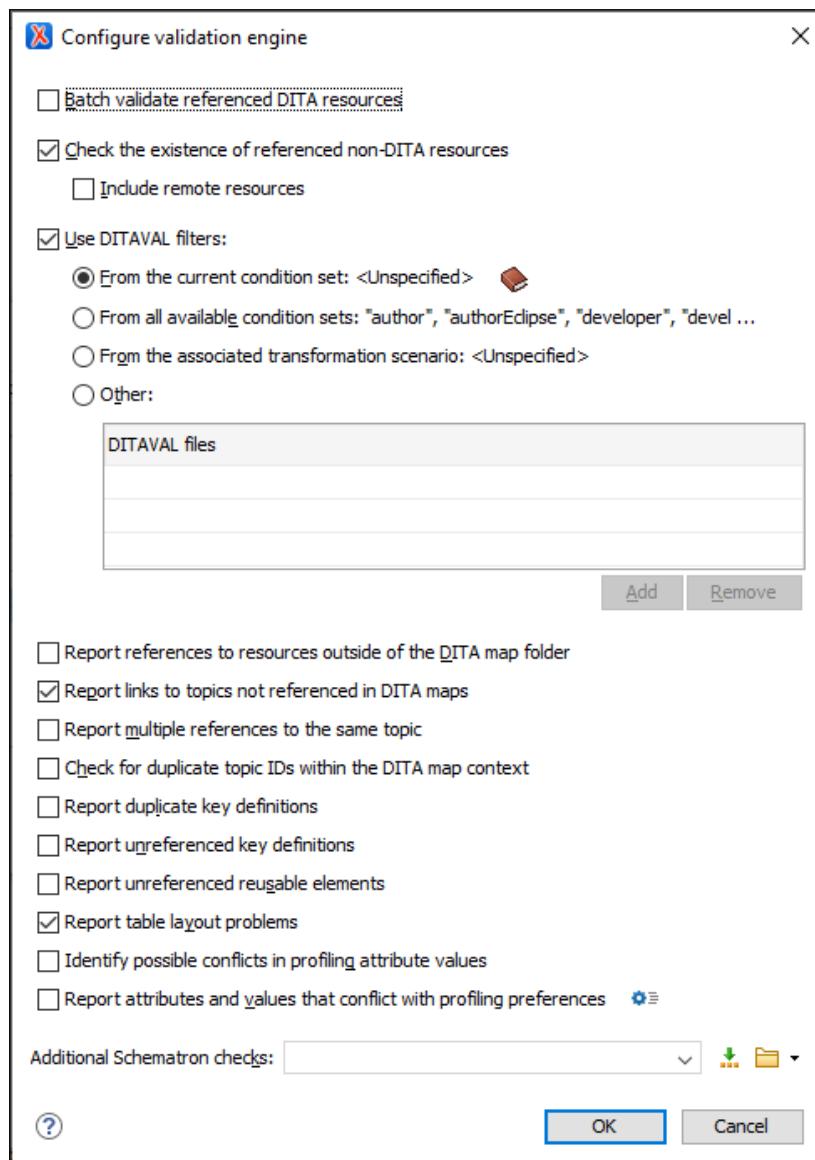 Configure validation engine
Batch validate referenced DITA resources
Check the existence of referenced non-DITA resources
Include remote resources
Use DITAVAL filters:
From the current condition set: <Unspecified>
From all available condition sets: "author", "authorEclipse", "developer", "devel ...
From the associated transformation scenario: <Unspecified>
Other:
DITAVAL files
Add Remove
Report references to resources outside of the DITA map folder
Report links to topics not referenced in DITA maps
Report multiple references to the same topic
Check for duplicate topic IDs within the DITA map context
Report duplicate key definitions
Report unreferenced key definitions
Report unreferenced reusable elements
Report table layout problems
Identify possible conflicts in profiling attribute values
Report attributes and values that conflict with profiling preferences
Additional Schematron checks:
? OK Cancel